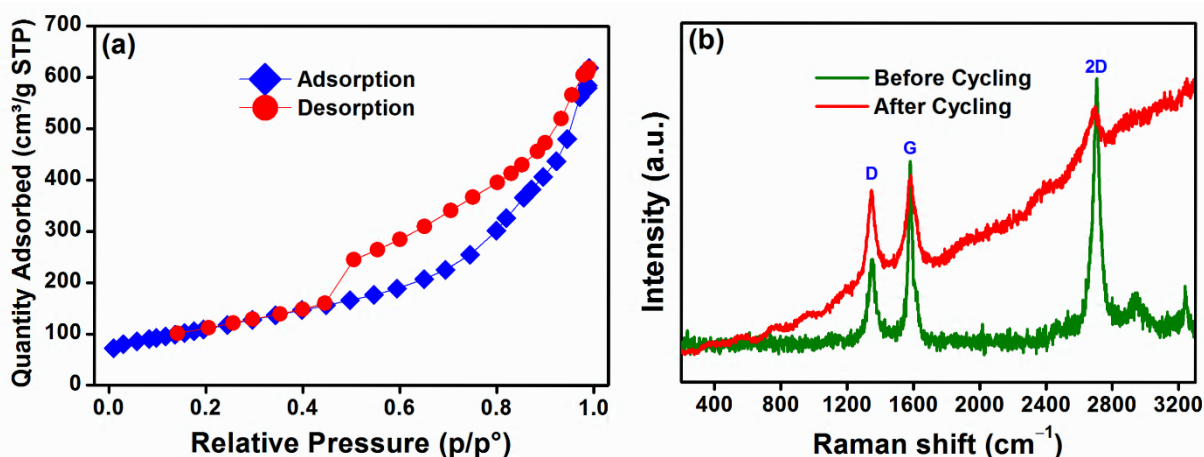 (a)
Adsorption
Desorption
Quantity Adsorbed (cm³/g STP)
700
600
500
400
300
200
100
0
0.0 0.2 0.4 0.6 0.8 1.0
Relative Pressure (p/p°)
(b)
Before Cycling
After Cycling
2D
G
D
Intensity (a.u.)
400 800 1200 1600 2000 2400 2800 3200
Raman shift (cm⁻¹)